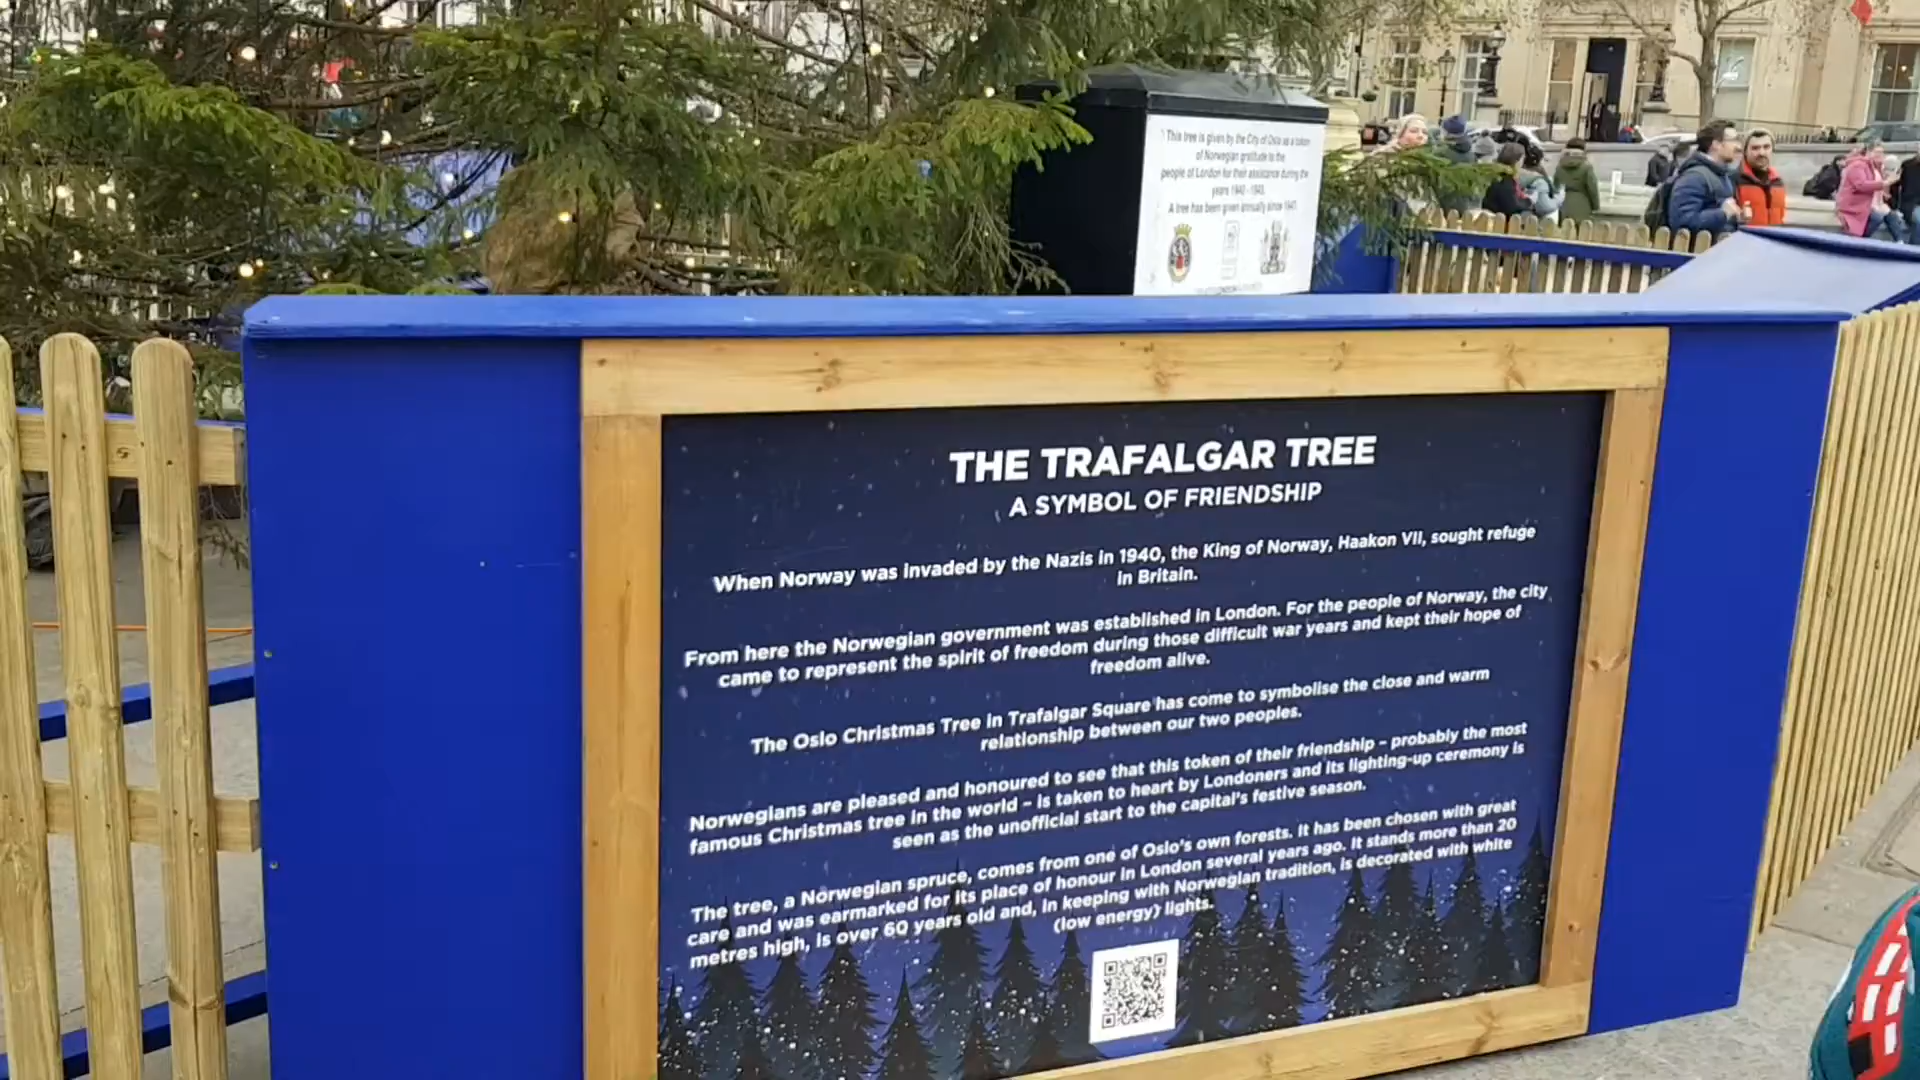 This tree is given by the City of Oslo as a token
of Norwegian gratitude to the
people of London for their assistance during the
years 1940 - 1945.
A tree has been given annually since 1947.
THE TRAFALGAR TREE
A SYMBOL OF FRIENDSHIP
When Norway was invaded by the Nazis in 1940, the King of Norway, Haakon VII, sought refuge
in Britain.
From here the Norwegian government was established in London. For the people of Norway, the city
came to represent the spirit of freedom during those difficult war years and kept their hope of
freedom alive.
The Oslo Christmas Tree in Trafalgar Square has come to symbolise the close and warm
relationship between our two peoples.
Norwegians are pleased and honoured to see that this token of their friendship – probably the most
famous Christmas tree in the world – is taken to heart by Londoners and its lighting-up ceremony is
seen as the unofficial start to the capital's festive season.
The tree, a Norwegian spruce, comes from one of Oslo's own forests. It has been chosen with great
care and was earmarked for its place of honour in London several years ago. It stands more than 20
metres high, is over 60 years old and, in keeping with Norwegian tradition, is decorated with white
(low energy) lights.